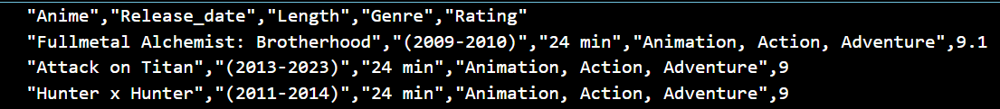 "Anime","Release_date","Length","Genre","Rating"
"Fullmetal Alchemist: Brotherhood","(2009-2010)","24 min","Animation, Action, Adventure",9.1
"Attack on Titan","(2013-2023)","24 min","Animation, Action, Adventure",9
"Hunter x Hunter","(2011-2014)","24 min","Animation, Action, Adventure",9